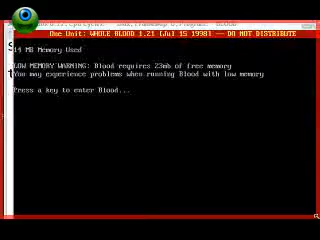 One Unit: WHOLE BLOOD 1.21 [Jul 15 1998] -- DO NOT DISTRIBUTE
14 MB Memory Used
LOW MEMORY WARNING: Blood requires 23mb of free memory
You may experience problems when running Blood with low memory
Press a key to enter Blood...